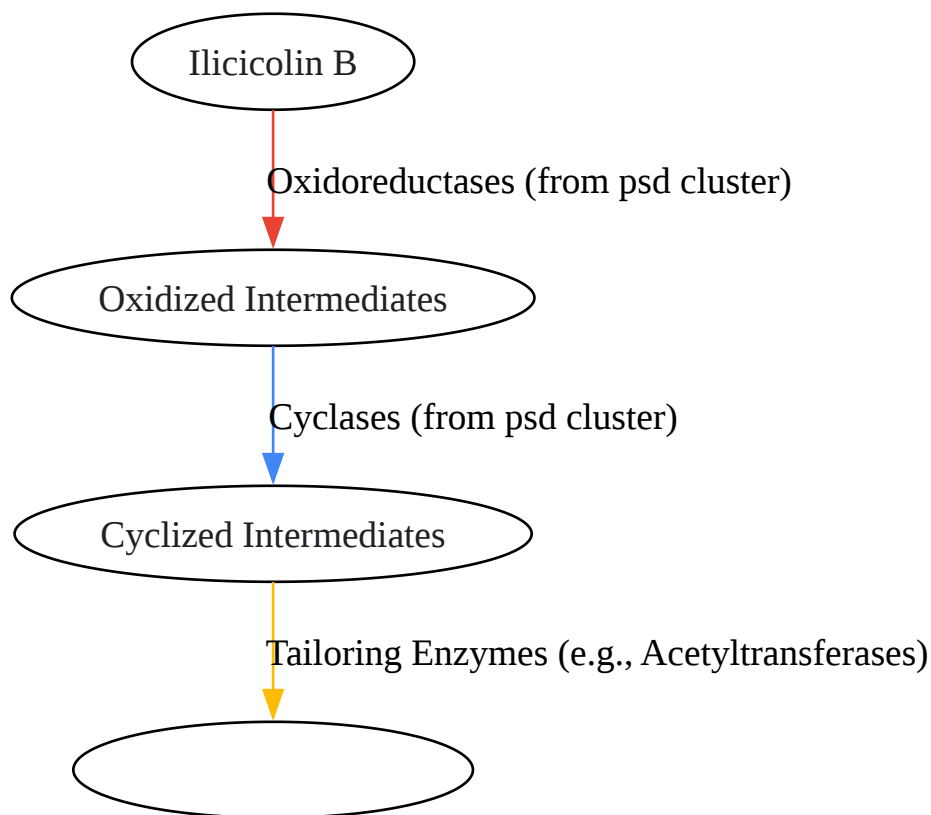 Ilicicolin B
Oxidoreductases (from psd cluster)
Oxidized Intermediates
Cyclases (from psd cluster)
Cyclized Intermediates
Tailoring Enzymes (e.g., Acetyltransferases)